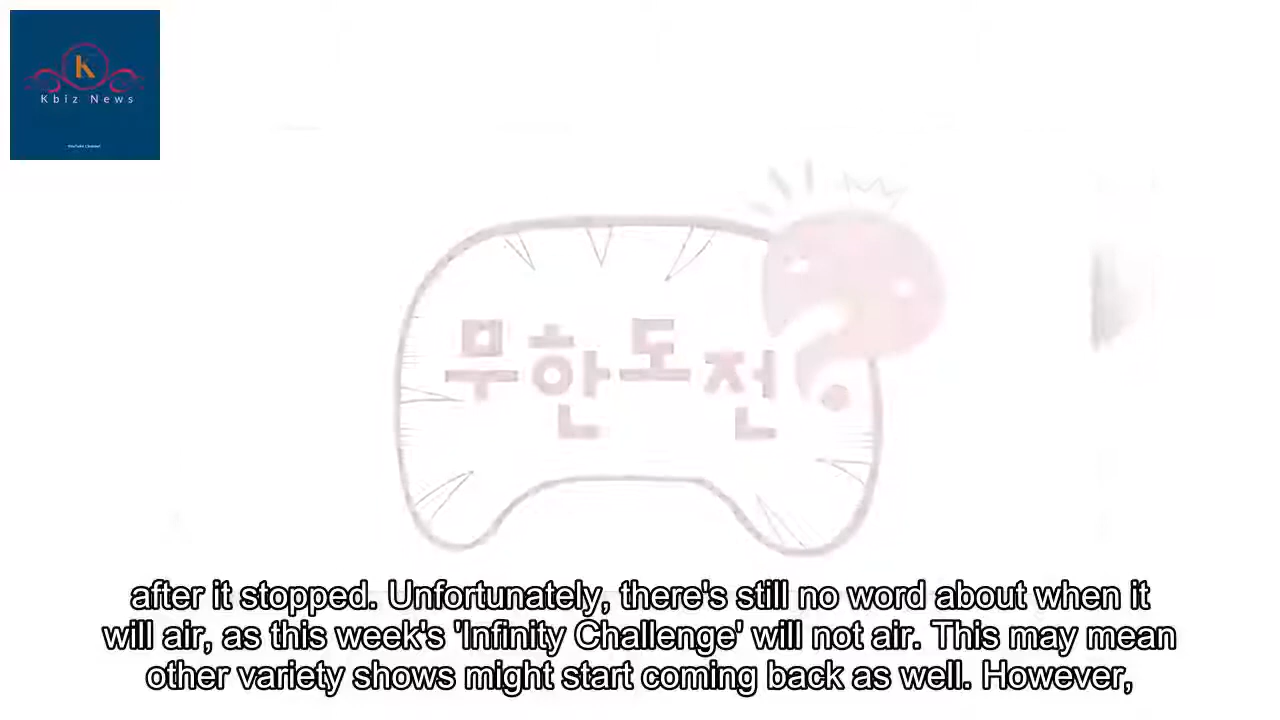 K
Kbiz News
YouTube Channel
무한도전?
after it stopped. Unfortunately, there's still no word about when it
will air, as this week's 'Infinity Challenge' will not air. This may mean
other variety shows might start coming back as well. However,